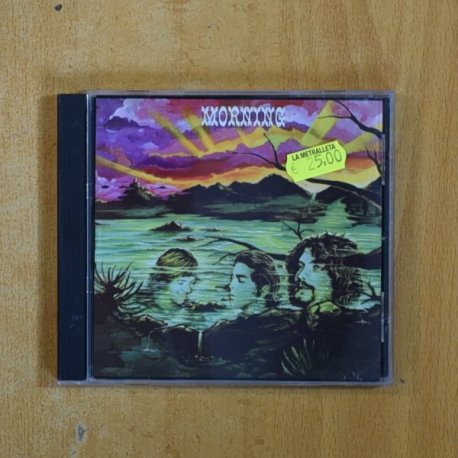 MORNING
LA METRALLETA
€ 25,00